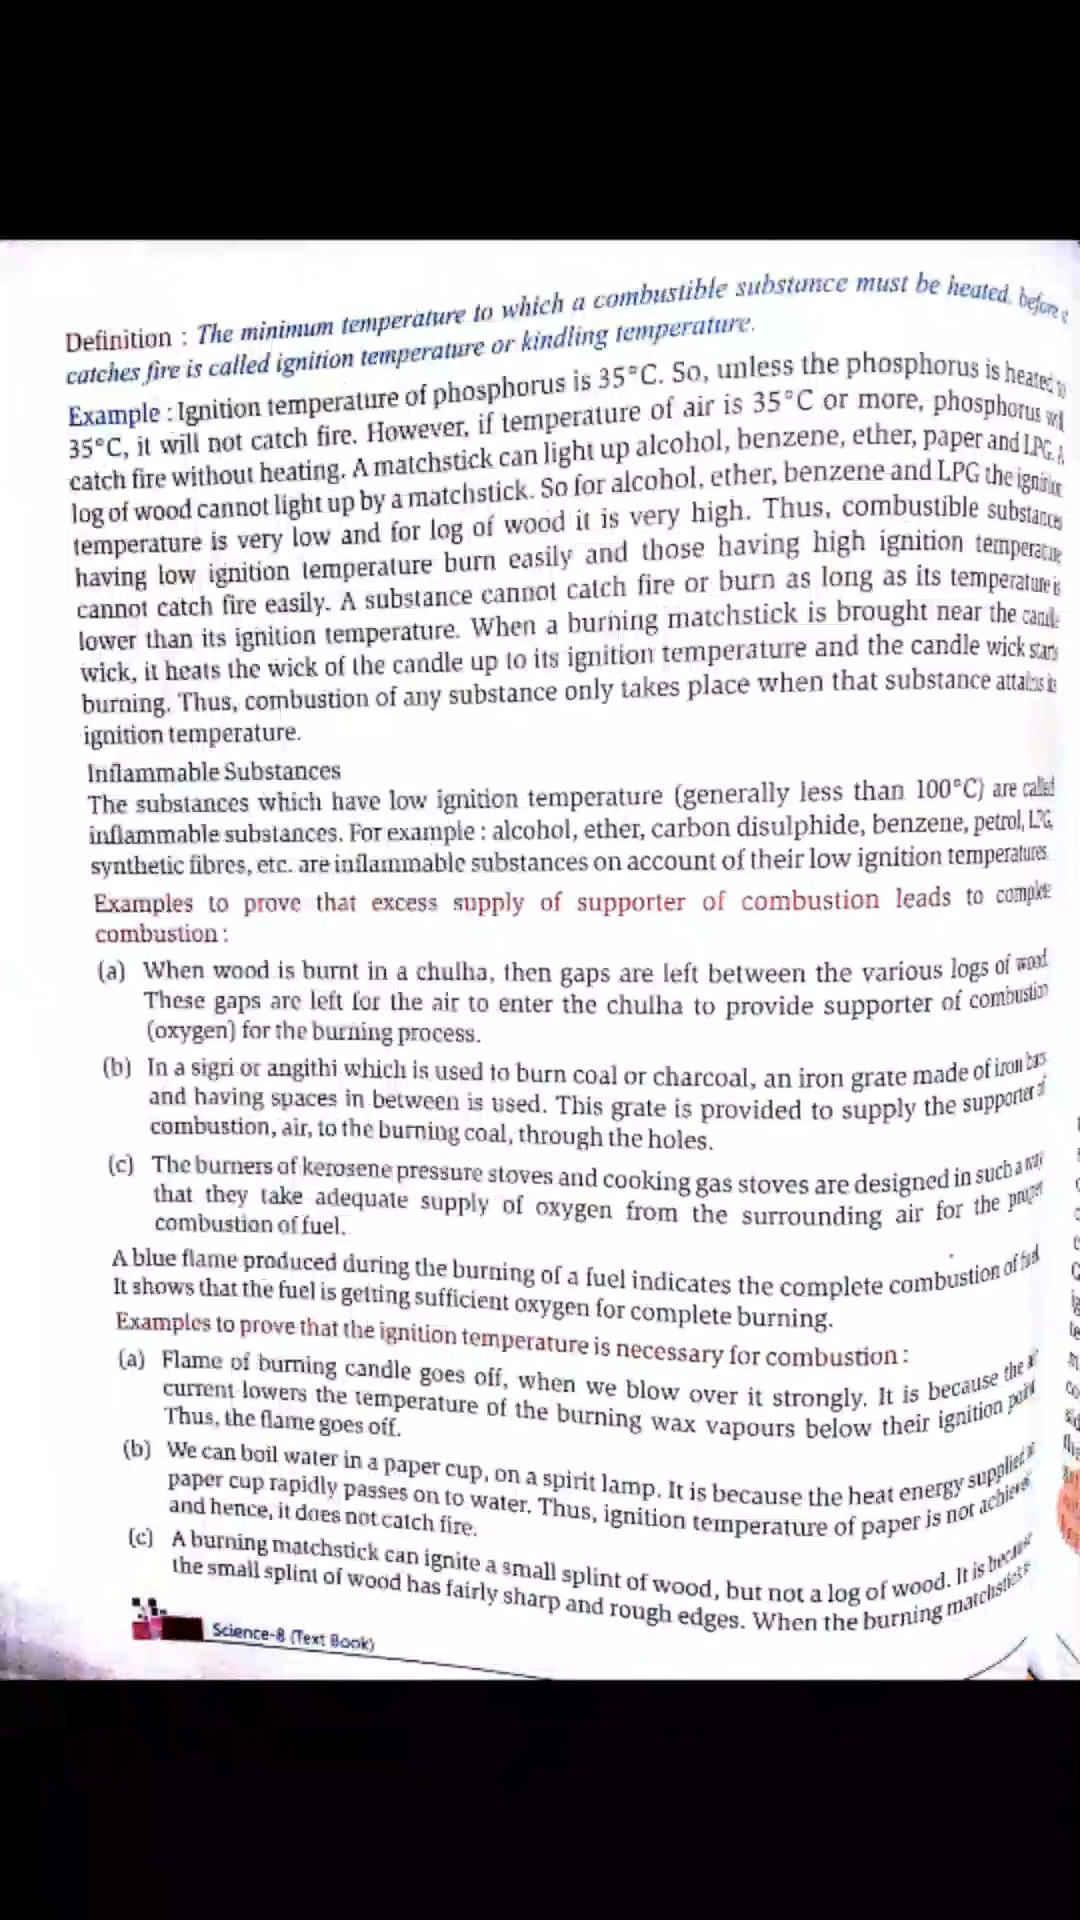 Definition : The minimum temperature to which a combustible substance must be heated, before
catches fire is called ignition temperature or kindling temperature.
Example : Ignition temperature of phosphorus is 35°C. So, unless the phosphorus is heated to
35°C, it will not catch fire. However, if temperature of air is 35°C or more, phosphorus will
catch fire without heating. A matchstick can light up alcohol, benzene, ether, paper and LPG. A
log of wood cannot light up by a matchstick. So for alcohol, ether, benzene and LPG the ignition
temperature is very low and for log of wood it is very high. Thus, combustible substances
having low ignition temperature burn easily and those having high ignition temperature
cannot catch fire easily. A substance cannot catch fire or burn as long as its temperature is
lower than its ignition temperature. When a burning matchstick is brought near the candle
wick, it heats the wick of the candle up to its ignition temperature and the candle wick starts
burning. Thus, combustion of any substance only takes place when that substance attains its
ignition temperature.
Inflammable Substances
The substances which have low ignition temperature (generally less than 100°C) are called
inflammable substances. For example : alcohol, ether, carbon disulphide, benzene, petrol, LPG,
synthetic fibres, etc. are inflammable substances on account of their low ignition temperatures.
Examples to prove that excess supply of supporter of combustion leads to complete
combustion :
(a) When wood is burnt in a chulha, then gaps are left between the various logs of wood.
These gaps are left for the air to enter the chulha to provide supporter of combustion
(oxygen) for the burning process.
(b) In a sigri or angithi which is used to burn coal or charcoal, an iron grate made of iron bars
and having spaces in between is used. This grate is provided to supply the supporter of
combustion, air, to the burning coal, through the holes.
(c) The burners of kerosene pressure stoves and cooking gas stoves are designed in such a way
that they take adequate supply of oxygen from the surrounding air for the proper
combustion of fuel.
A blue flame produced during the burning of a fuel indicates the complete combustion of fuel.
It shows that the fuel is getting sufficient oxygen for complete burning.
Examples to prove that the ignition temperature is necessary for combustion :
(a) Flame of burning candle goes off, when we blow over it strongly. It is because the air
current lowers the temperature of the burning wax vapours below their ignition point.
Thus, the flame goes off.
(b) We can boil water in a paper cup, on a spirit lamp. It is because the heat energy supplied
paper cup rapidly passes on to water. Thus, ignition temperature of paper is not achieved
and hence, it does not catch fire.
(c) A burning matchstick can ignite a small splint of wood, but not a log of wood. It is because
the small splint of wood has fairly sharp and rough edges. When the burning matchstick
Science-8 (Text Book)